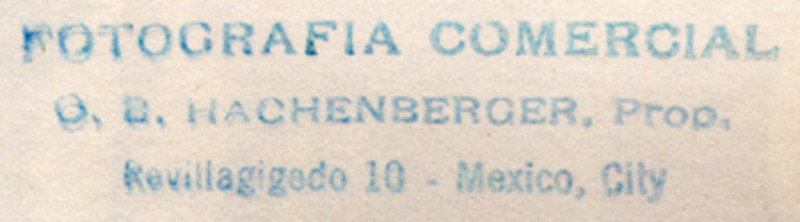 FOTOGRAFIA COMERCIAL
O. B. HACHENBERGER. Prop.
Revillagigedo 10 - Mexico, City